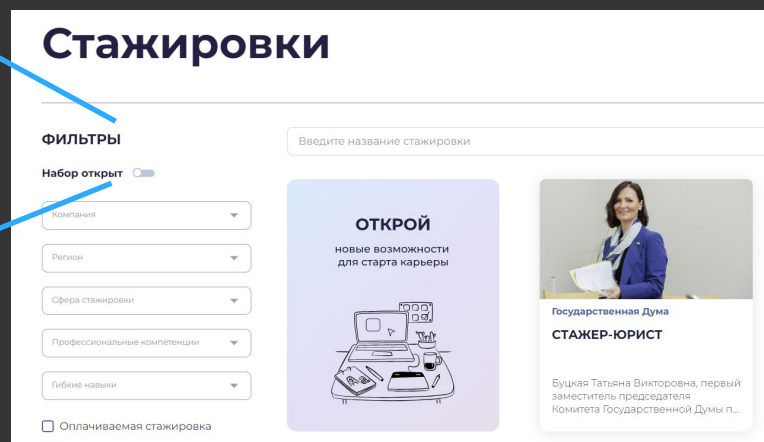 Стажировки
ФИЛЬТРЫ
Набор открыт
Компания
Регион
Сфера стажировки
Профессиональные компетенции
Гибкие навыки
Оплачиваемая стажировка
Введите название стажировки
ОТКРОЙ
новые возможности
для старта карьеры
Государственная Дума
СТАЖЕР-ЮРИСТ
Буцкая Татьяна Викторовна, первый
заместитель председателя
Комитета Государственной Думы п...